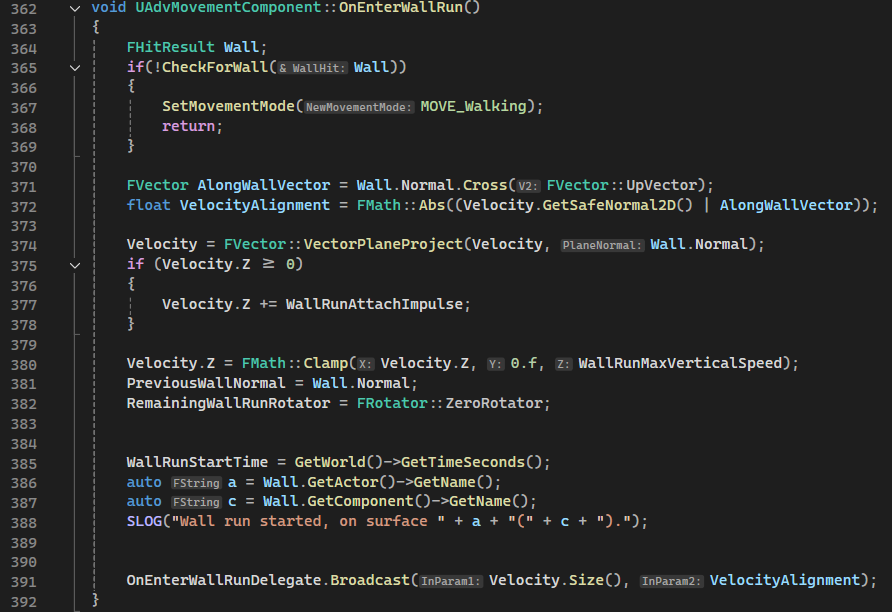 362 void UAdvMovementComponent::OnEnterWallRun()
363 {
364 FHitResult Wall;
365 if(!CheckForWall(& WallHit: Wall))
366 {
367 SetMovementMode(NewMovementMode: MOVE_Walking);
368 return;
369 }
370
371 FVector AlongWallVector = Wall.Normal.Cross(V2: FVector::UpVector);
372 float VelocityAlignment = FMath::Abs((Velocity.GetSafeNormal2D() | AlongWallVector));
373
374 Velocity = FVector::VectorPlaneProject(Velocity, PlaneNormal: Wall.Normal);
375 if (Velocity.Z ≥ 0)
376 {
377 Velocity.Z += WallRunAttachImpulse;
378 }
379
380 Velocity.Z = FMath::Clamp(X: Velocity.Z, Y: 0.f, Z: WallRunMaxVerticalSpeed);
381 PreviousWallNormal = Wall.Normal;
382 RemainingWallRunRotator = FRotator::ZeroRotator;
383
384
385 WallRunStartTime = GetWorld()→GetTimeSeconds();
386 auto FString a = Wall.GetActor()→GetName();
387 auto FString c = Wall.GetComponent()→GetName();
388 SLOG("Wall run started, on surface " + a + "(" + c + ").");
389
390
391 OnEnterWallRunDelegate.Broadcast(InParam1: Velocity.Size(), InParam2: VelocityAlignment);
392 }